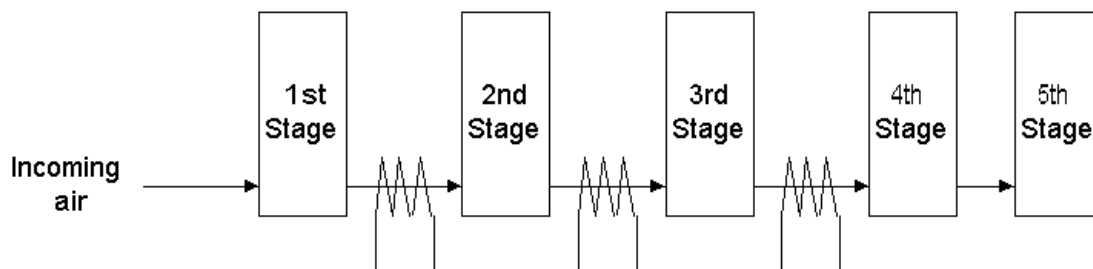 1st
Stage
2nd
Stage
3rd
Stage
4th
Stage
5th
Stage
Incoming
air